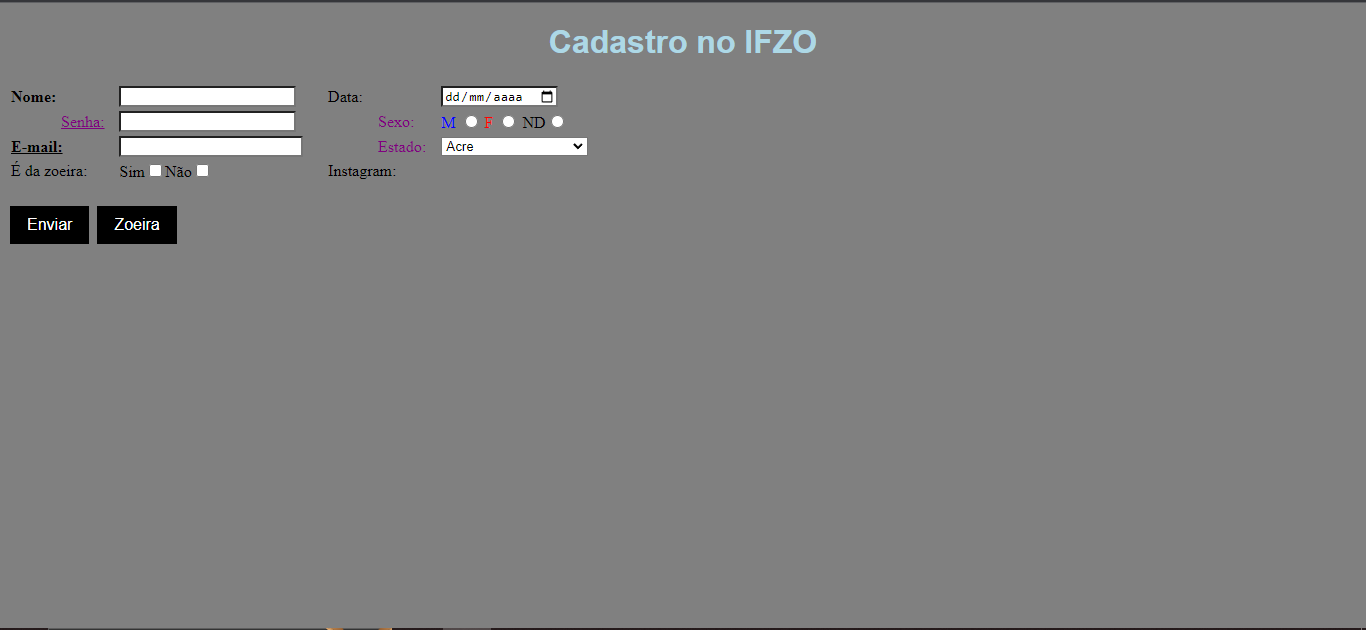 Cadastro no IFZO
Nome: Data: dd/mm/aaaa
Senha: Sexo: M F ND
E-mail: Estado: Acre
É da zoeira: Sim Não Instagram:
Enviar Zoeira